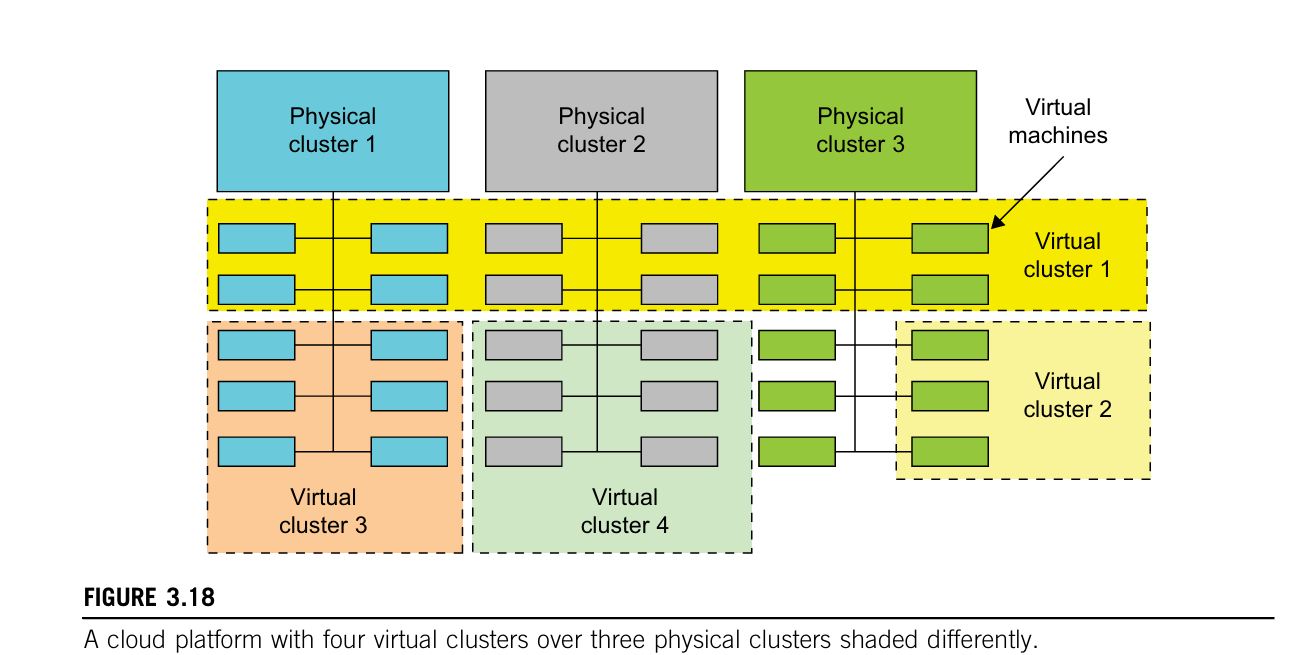 Physical
cluster 1
Physical
cluster 2
Physical
cluster 3
Virtual
machines
Virtual
cluster 1
Virtual
cluster 2
Virtual
cluster 3
Virtual
cluster 4
FIGURE 3.18
A cloud platform with four virtual clusters over three physical clusters shaded differently.